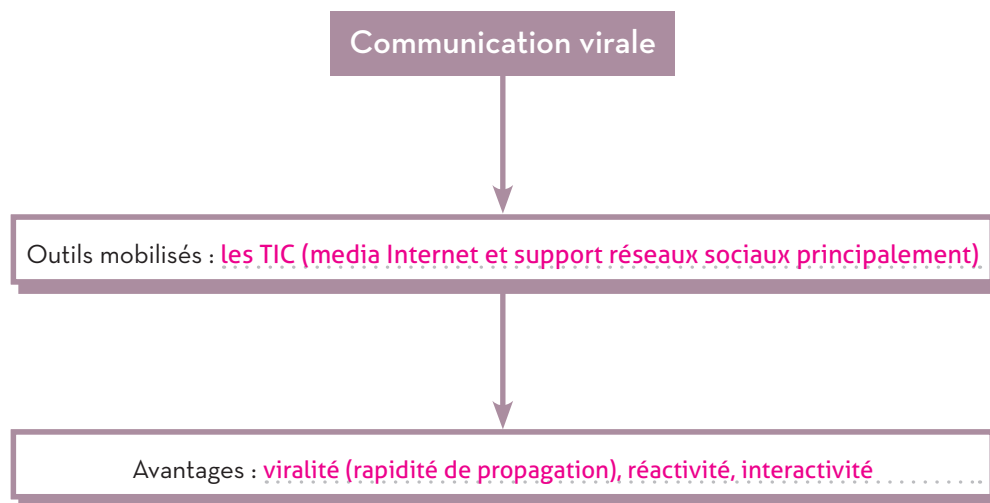 Communication virale
Outils mobilisés : les TIC (media Internet et support réseaux sociaux principalement)
Avantages : viralité (rapidité de propagation), réactivité, interactivité